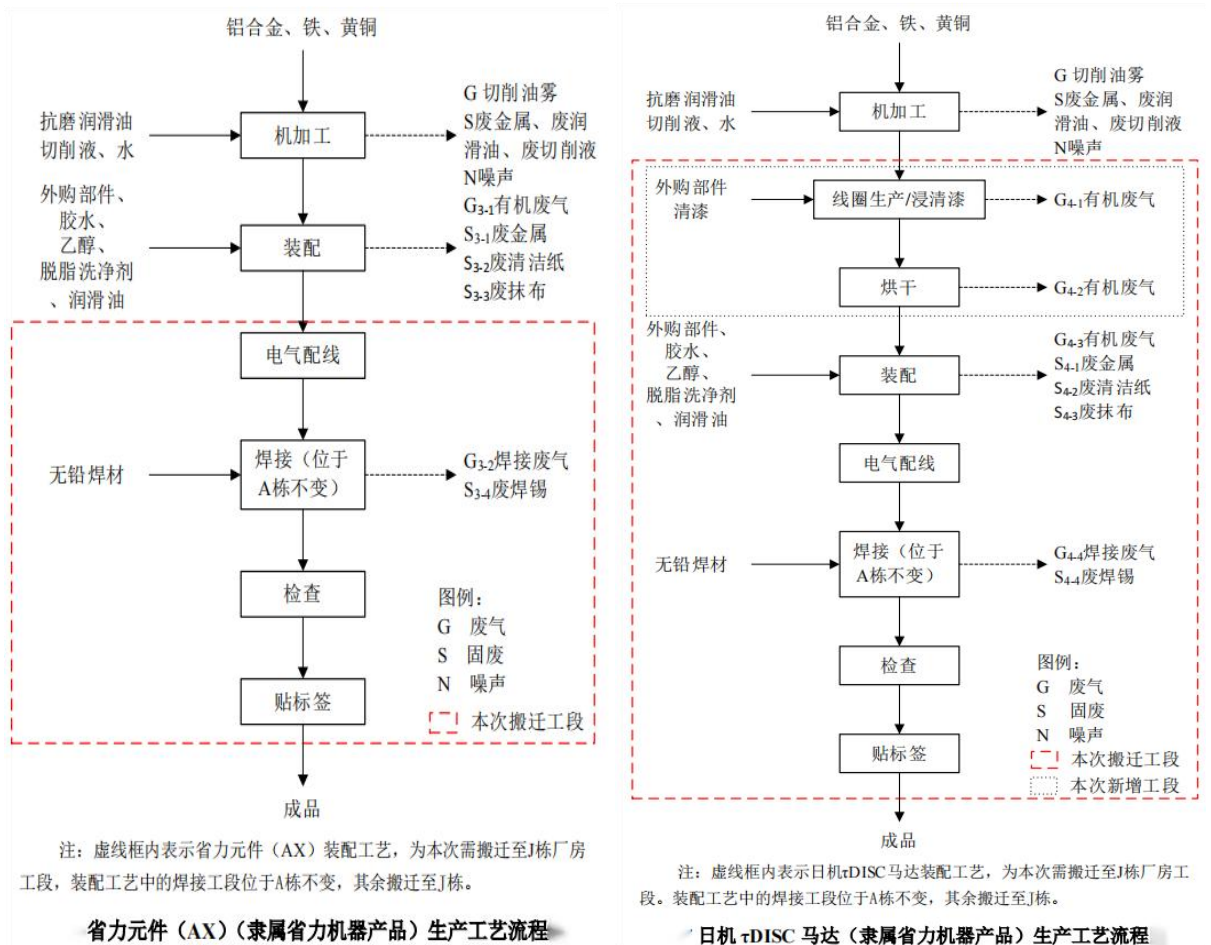 铝合金、铁、黄铜
抗磨润滑油
切削液、水
机加工
G 切削油雾
S废金属、废润
滑油、废切削液
N噪声
外购部件、
胶水、
乙醇、
脱脂洗净剂
、润滑油
装配
G3-1有机废气
S3-1废金属
S3-2废清洁纸
S3-3废抹布
电气配线
无铅焊材
焊接（位于
A栋不变）
G3-2焊接废气
S3-4废焊锡
检查
贴标签
图例：
G 废气
S 固废
N 噪声
本次搬迁工段
成品
注：虚线框内表示省力元件（AX）装配工艺，为本次需搬迁至J栋厂房
工段，装配工艺中的焊接工段位于A栋不变，其余搬迁至J栋。
省力元件（AX）（隶属省力机器产品）生产工艺流程
铝合金、铁、黄铜
抗磨润滑油
切削液、水
机加工
G 切削油雾
S废金属、废润
滑油、废切削液
N噪声
外购部件
清漆
线圈生产/浸清漆
G4-1有机废气
烘干
G4-2有机废气
外购部件、
胶水、
乙醇、
脱脂洗净剂
、润滑油
装配
G4-3有机废气
S4-1废金属
S4-2废清洁纸
S4-3废抹布
电气配线
无铅焊材
焊接（位于
A栋不变）
G4-4焊接废气
S4-4废焊锡
检查
贴标签
图例：
G 废气
S 固废
N 噪声
本次搬迁工段
本次新增工段
成品
注：虚线框内表示日机τDISC马达装配工艺，为本次需搬迁至J栋厂房工
段。装配工艺中的焊接工段位于A栋不变，其余搬迁至J栋。
日机 τDISC 马达（隶属省力机器产品）生产工艺流程